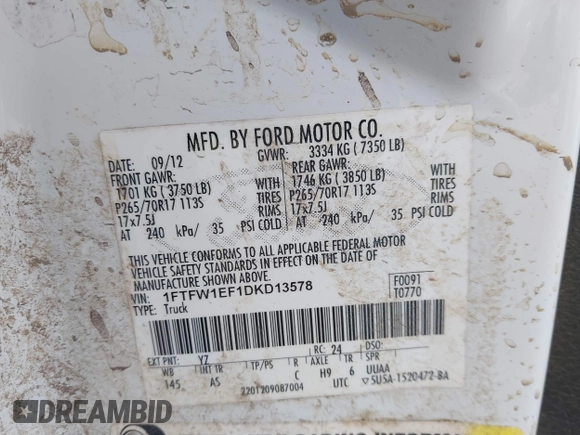 MFD. BY FORD MOTOR CO.
DATE: 09/12 GVWR: 3334 KG (7350 LB)
FRONT GAWR: REAR GAWR:
1701 KG (3750 LB) WITH 1746 KG (3850 LB) WITH
P265/70R17 113S TIRES P265/70R17 113S TIRES
17x7.5J RIMS 17x7.5J RIMS
AT 240 kPa/ 35 PSI COLD AT 240 kPa/ 35 PSI COLD
THIS VEHICLE CONFORMS TO ALL APPLICABLE FEDERAL MOTOR
VEHICLE SAFETY STANDARDS IN EFFECT ON THE DATE OF
MANUFACTURE SHOWN ABOVE.
VIN: 1FTFW1EF1DKD13578 F0091
TYPE: Truck T0770
EXT PNT: YZ RC: 24 DSO:
WB INT TR TP/PS R AXLE TR SPR
145 AS C H9 6 UUAA
2201209087004 UTC 5U5A-1520472-BA
DREAMBID